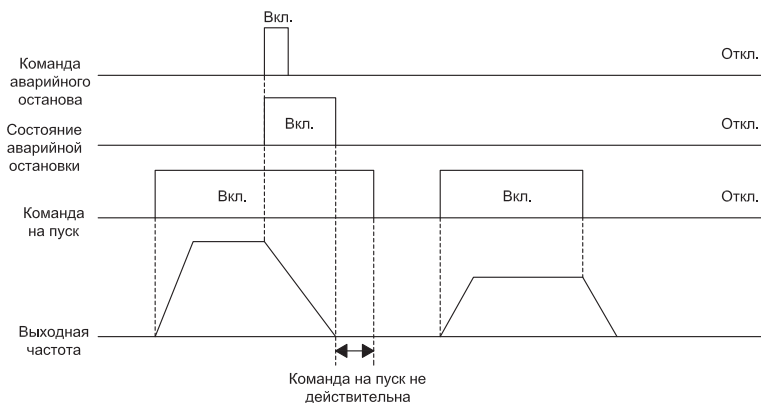 Вкл.
Команда
аварийного
останова
Откл.
Состояние
аварийной
остановки
Вкл.
Откл.
Команда
на пуск
Вкл.
Вкл.
Откл.
Выходная
частота
Команда на пуск не
действительна